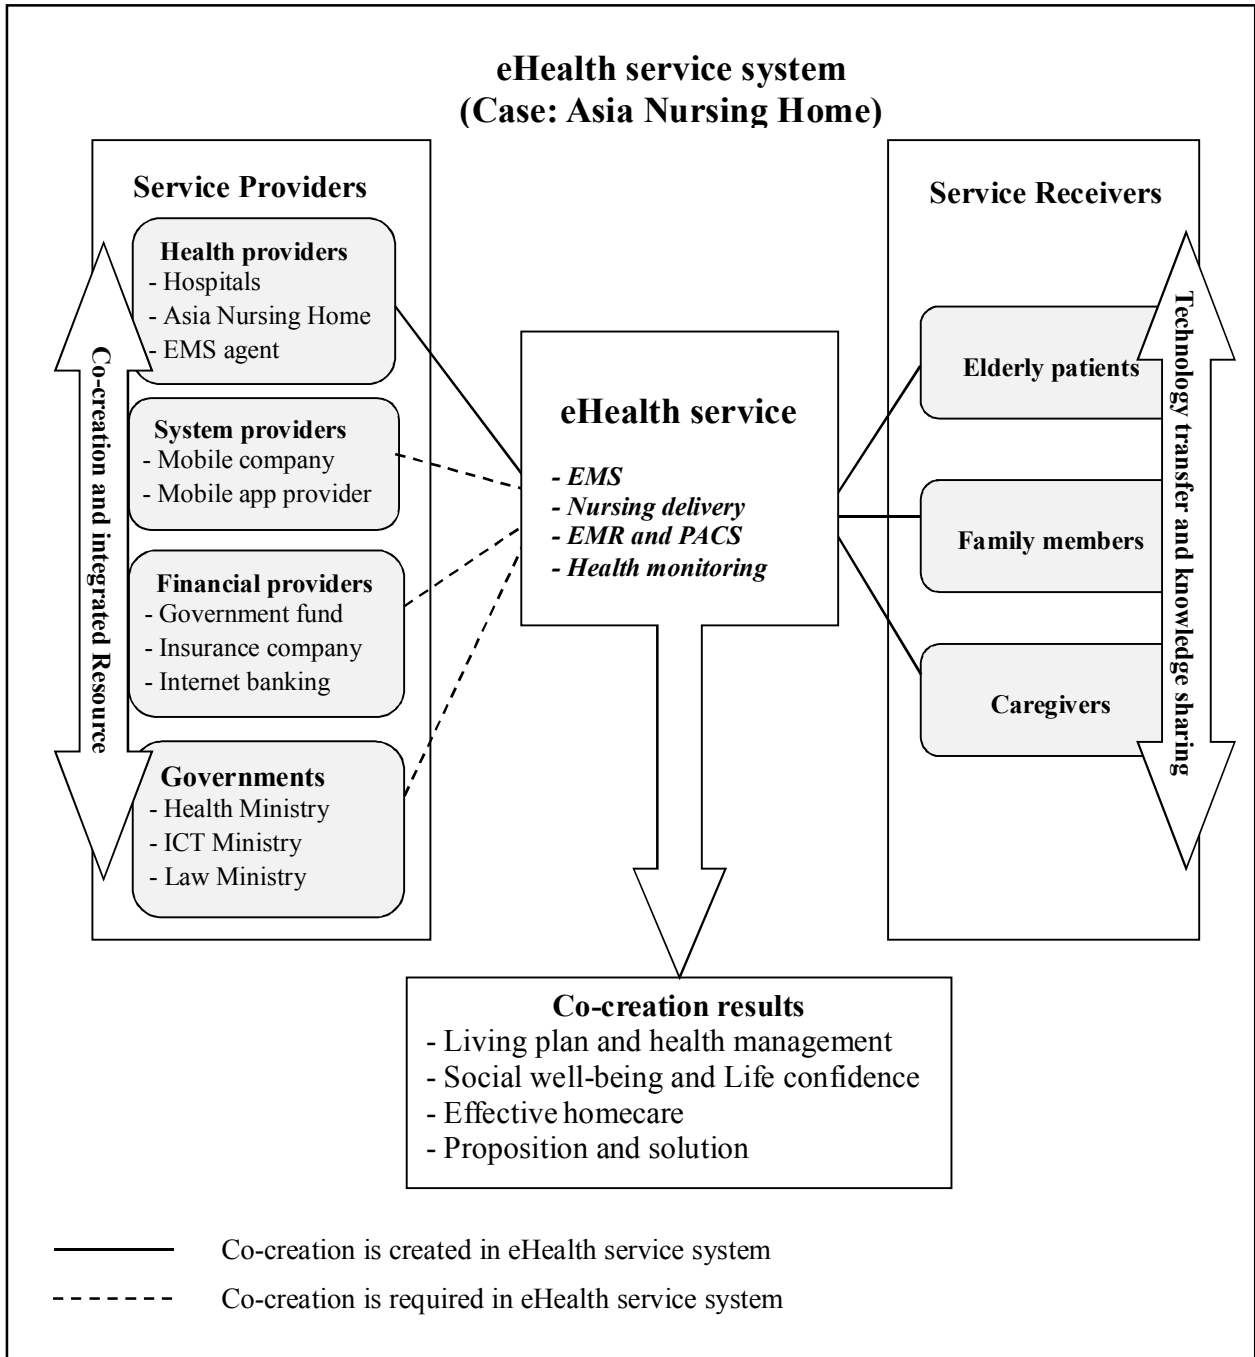 eHealth service system
(Case: Asia Nursing Home)
Service Providers
Health providers
- Hospitals
- Asia Nursing Home
- EMS agent
System providers
- Mobile company
- Mobile app provider
Financial providers
- Government fund
- Insurance company
- Internet banking
Governments
- Health Ministry
- ICT Ministry
- Law Ministry
Co-creation and integrated Resource
eHealth service
- EMS
- Nursing delivery
- EMR and PACS
- Health monitoring
Service Receivers
Elderly patients
Family members
Caregivers
Technology transfer and knowledge sharing
Co-creation results
- Living plan and health management
- Social well-being and Life confidence
- Effective homecare
- Proposition and solution
Co-creation is created in eHealth service system
Co-creation is required in eHealth service system